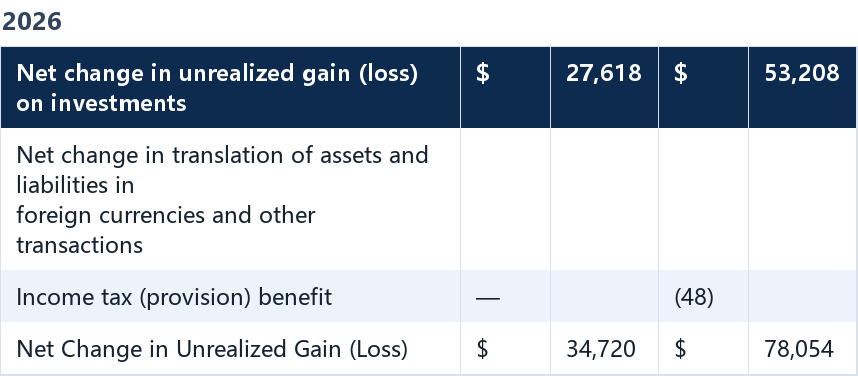 2026
Net change in unrealized gain (loss) $ 27,618 $ 53,208
on investments
Net change in translation of assets and
liabilities in
foreign currencies and other
transactions
Income tax (provision) benefit — (48)
Net Change in Unrealized Gain (Loss) $ 34,720 $ 78,054